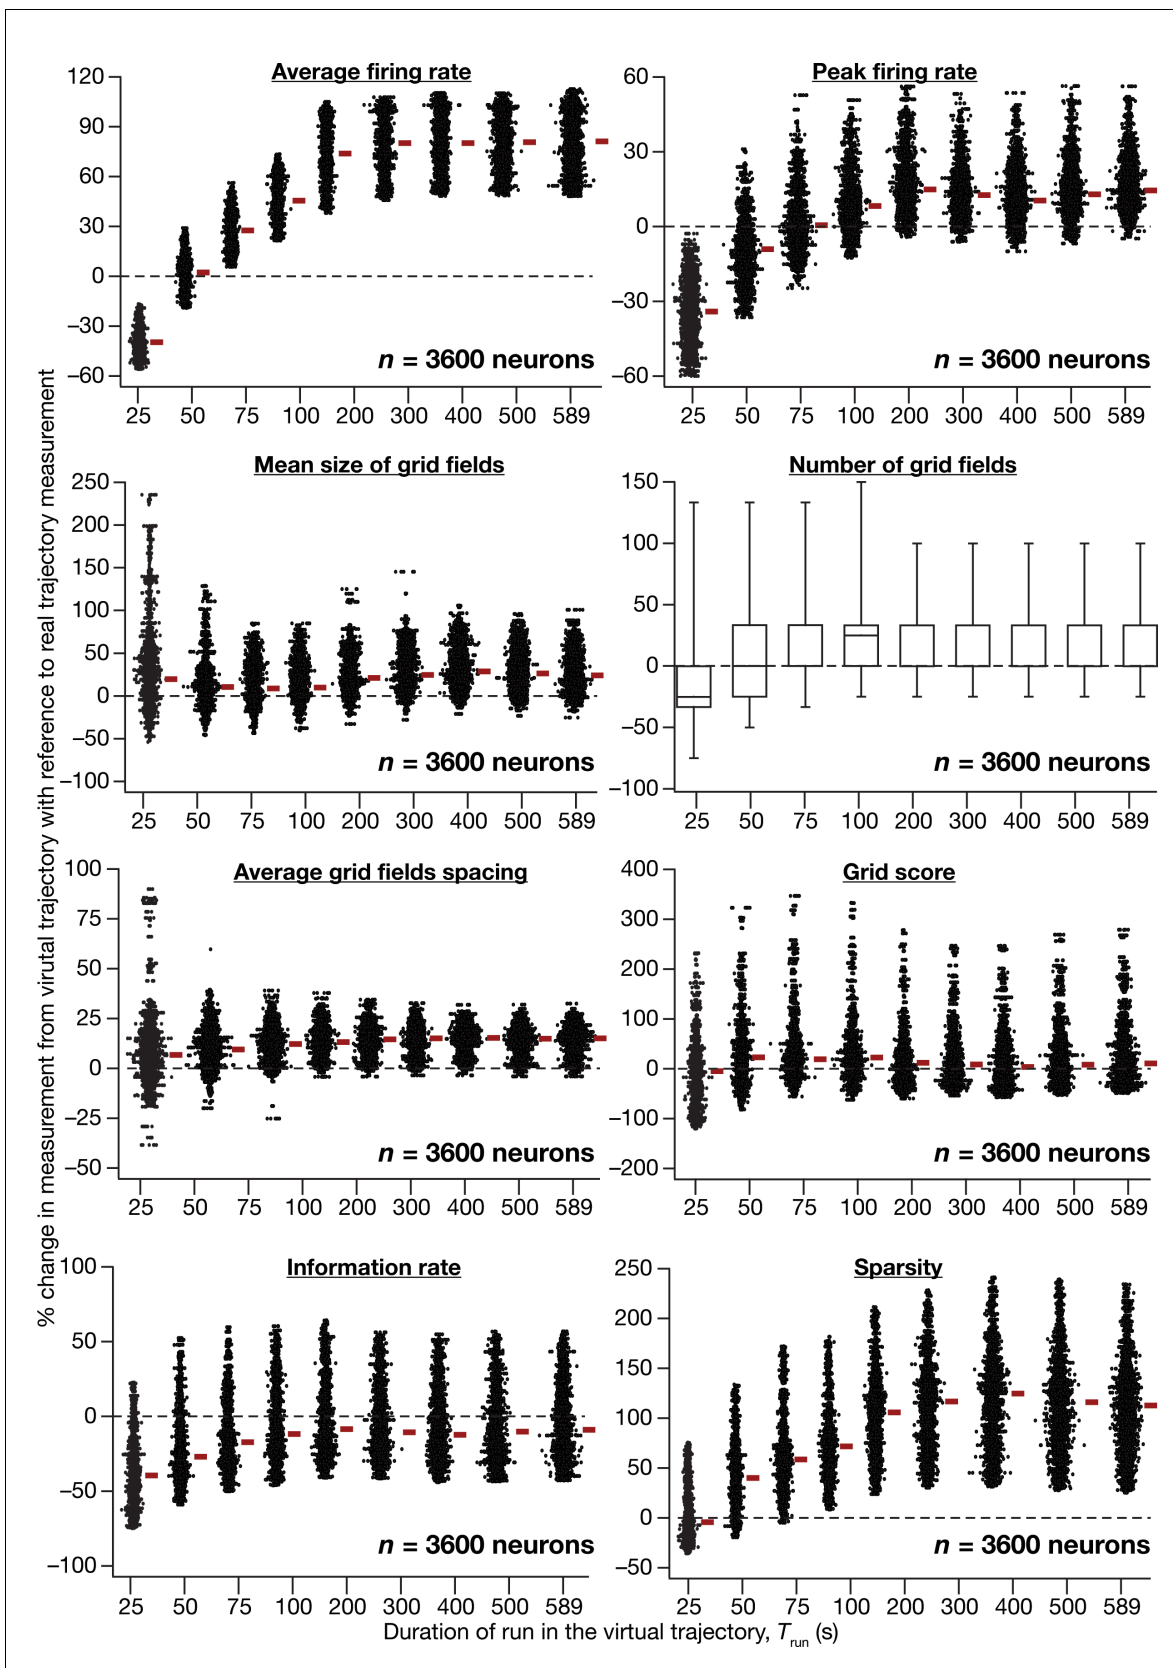 % change in measurement from virutal trajectory with reference to real trajectory measurement
Average firing rate
120
90
60
30
0
–30
–60
n = 3600 neurons
25 50 75 100 200 300 400 500 589
Peak firing rate
60
30
0
–30
–60
n = 3600 neurons
25 50 75 100 200 300 400 500 589
Mean size of grid fields
250
200
150
100
50
0
–50
–100
n = 3600 neurons
25 50 75 100 200 300 400 500 589
Number of grid fields
150
100
50
0
–50
–100
n = 3600 neurons
25 50 75 100 200 300 400 500 589
Average grid fields spacing
100
75
50
25
0
–25
–50
n = 3600 neurons
25 50 75 100 200 300 400 500 589
Grid score
400
300
200
100
0
–100
–200
n = 3600 neurons
25 50 75 100 200 300 400 500 589
Information rate
100
50
0
–50
–100
n = 3600 neurons
25 50 75 100 200 300 400 500 589
Sparsity
250
200
150
100
50
0
–50
n = 3600 neurons
25 50 75 100 200 300 400 500 589
Duration of run in the virtual trajectory, Trun (s)